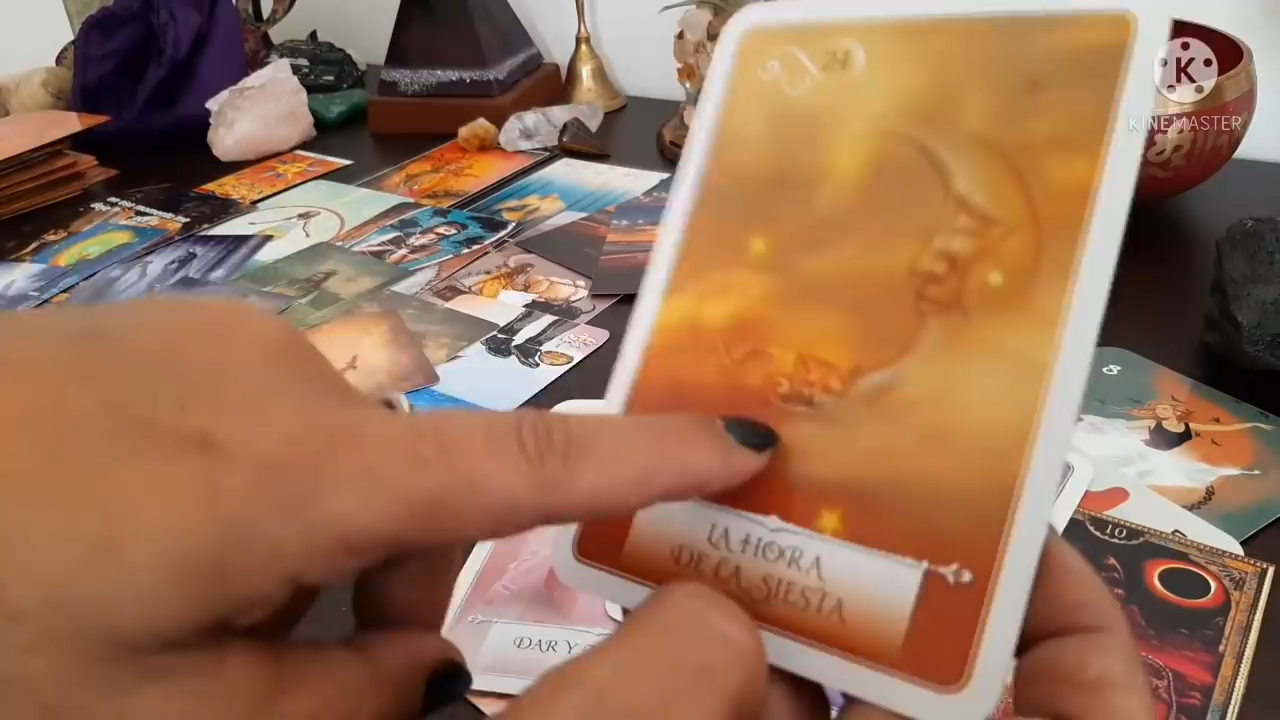 24
K
KINEMASTER
8
LA HORA
DE LA SIESTA
10
DAR Y